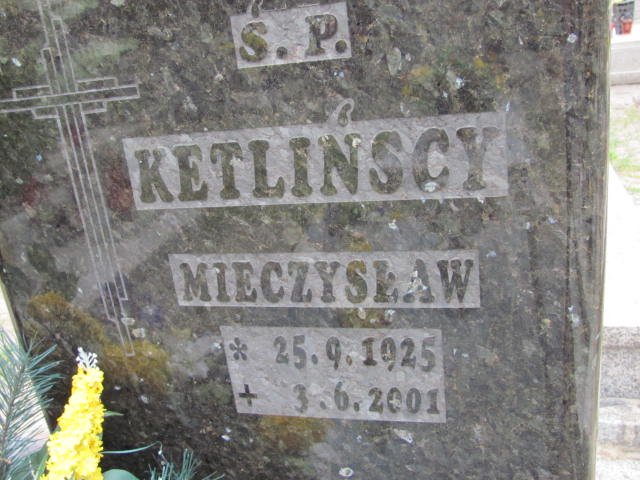 Ś. P.
KETLIŃSCY
MIECZYSŁAW
* 25.9.1925
+ 3.6.2001